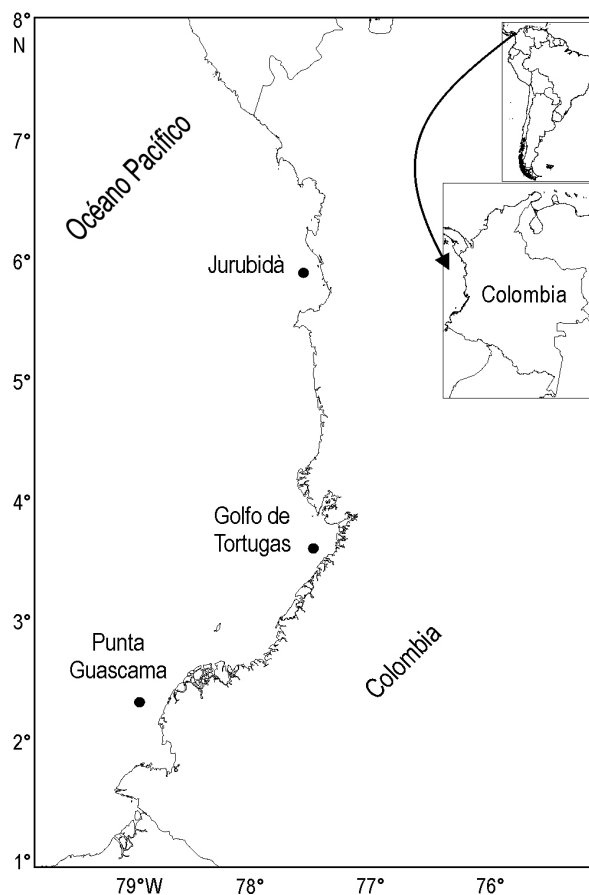 8°
N
7°
Océano Pacífico
6°
Jurubidà
Colombia
5°
4°
Golfo de
Tortugas
3°
Punta
Guascama
Colombia
2°
1°
79°W
78°
77°
76°